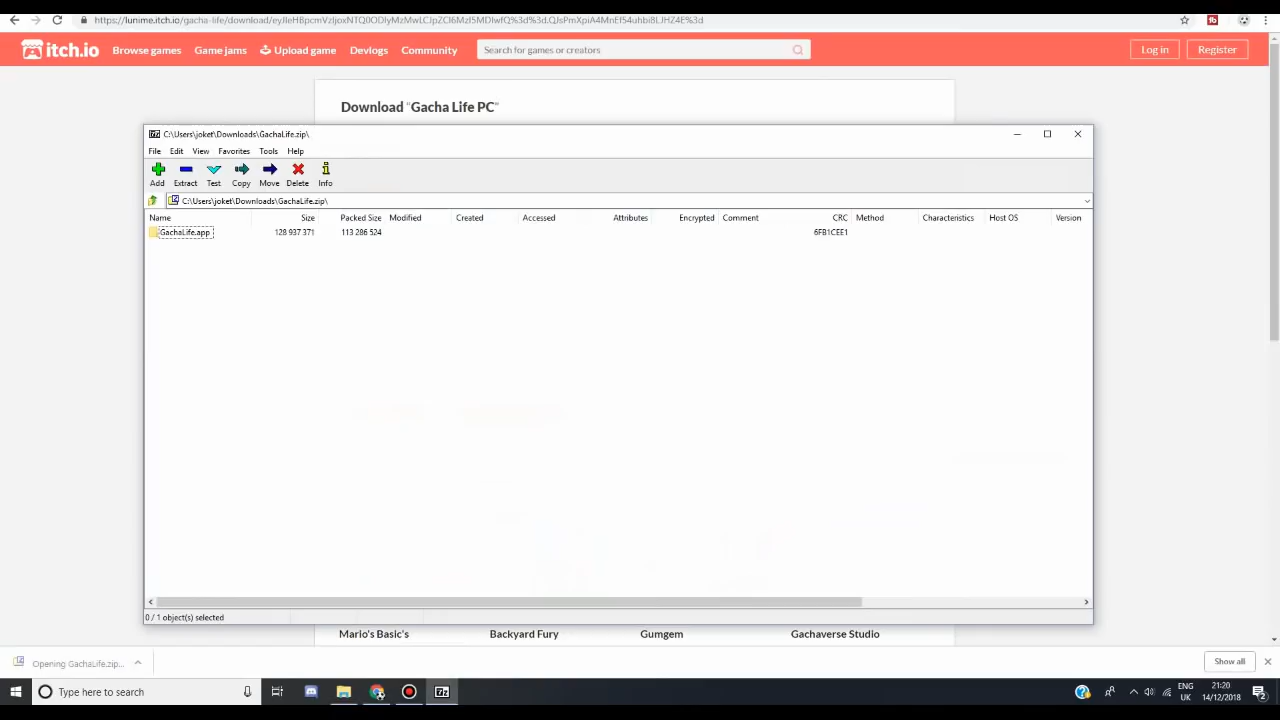 https://lunime.itch.io/gacha-life/download/
itch.io Browse games Game jams Upload game Devlogs Community Search for games or creators Log in Register
Download "Gacha Life PC"
C:\Users\joket\Downloads\GachaLife.zip\
File Edit View Favorites Tools Help
Add Extract Test Copy Move Delete Info
C:\Users\joket\Downloads\GachaLife.zip\
Name Size Packed Size Modified Created Accessed Attributes Encrypted Comment CRC Method Characteristics Host OS Version
GachaLife.app 128 937 371 113 286 524 6FB1CEE1
0 / 1 object(s) selected
Mario's Basic's Backyard Fury Gumgem Gachaverse Studio
Opening GachaLife.zip... Show all
Type here to search ENG 21:20
UK 14/12/2018